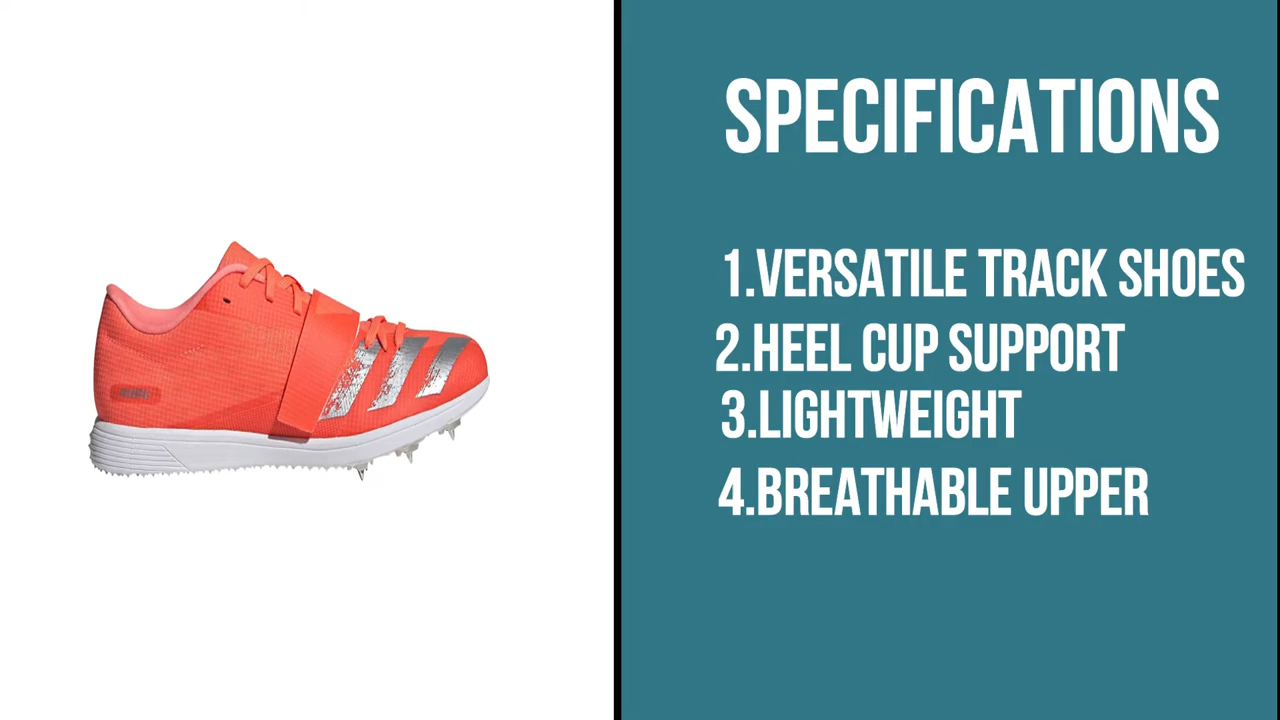 SPECIFICATIONS
1.VERSATILE TRACK SHOES
2.HEEL CUP SUPPORT
3.LIGHTWEIGHT
4.BREATHABLE UPPER